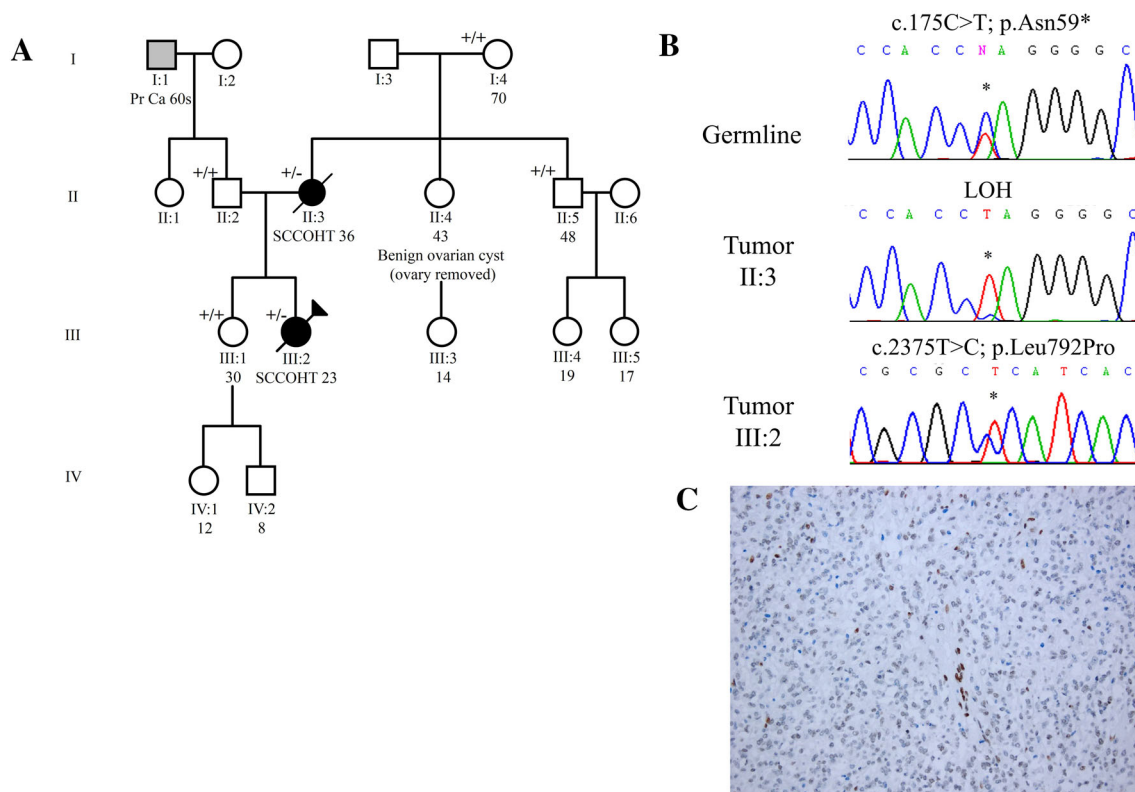 A
I
I:1
Pr Ca 60s
I:2
I:3
+/+
I:4
70
II
II:1
+/+
II:2
+/-
II:3
SCCOHT 36
II:4
43
Benign ovarian cyst
(ovary removed)
+/+
II:5
48
II:6
III
+/+
III:1
30
+/-
III:2
SCCOHT 23
III:3
14
III:4
19
III:5
17
IV
IV:1
12
IV:2
8
B
c.175C>T; p.Asn59*
C C A C C N A G G G G C
*
Germline
LOH
C C A C C T A G G G G C
*
Tumor
II:3
c.2375T>C; p.Leu792Pro
C G C G C T C A T C A C
*
Tumor
III:2
C